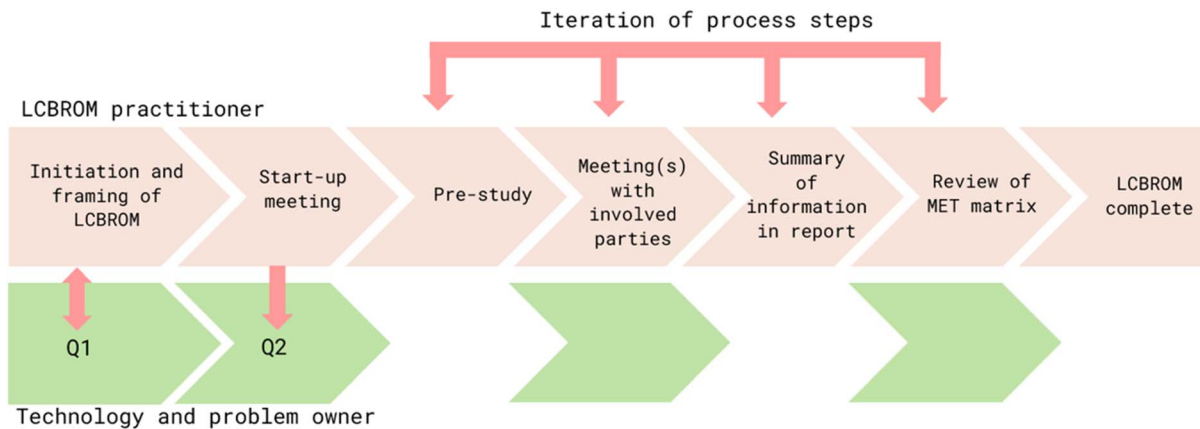 Iteration of process steps
LCBROM practitioner
Initiation and
framing of
LCBROM
Start-up
meeting
Pre-study
Meeting(s)
with
involved
parties
Summary
of
information
in report
Review of
MET matrix
LCBROM
complete
Q1
Q2
Technology and problem owner